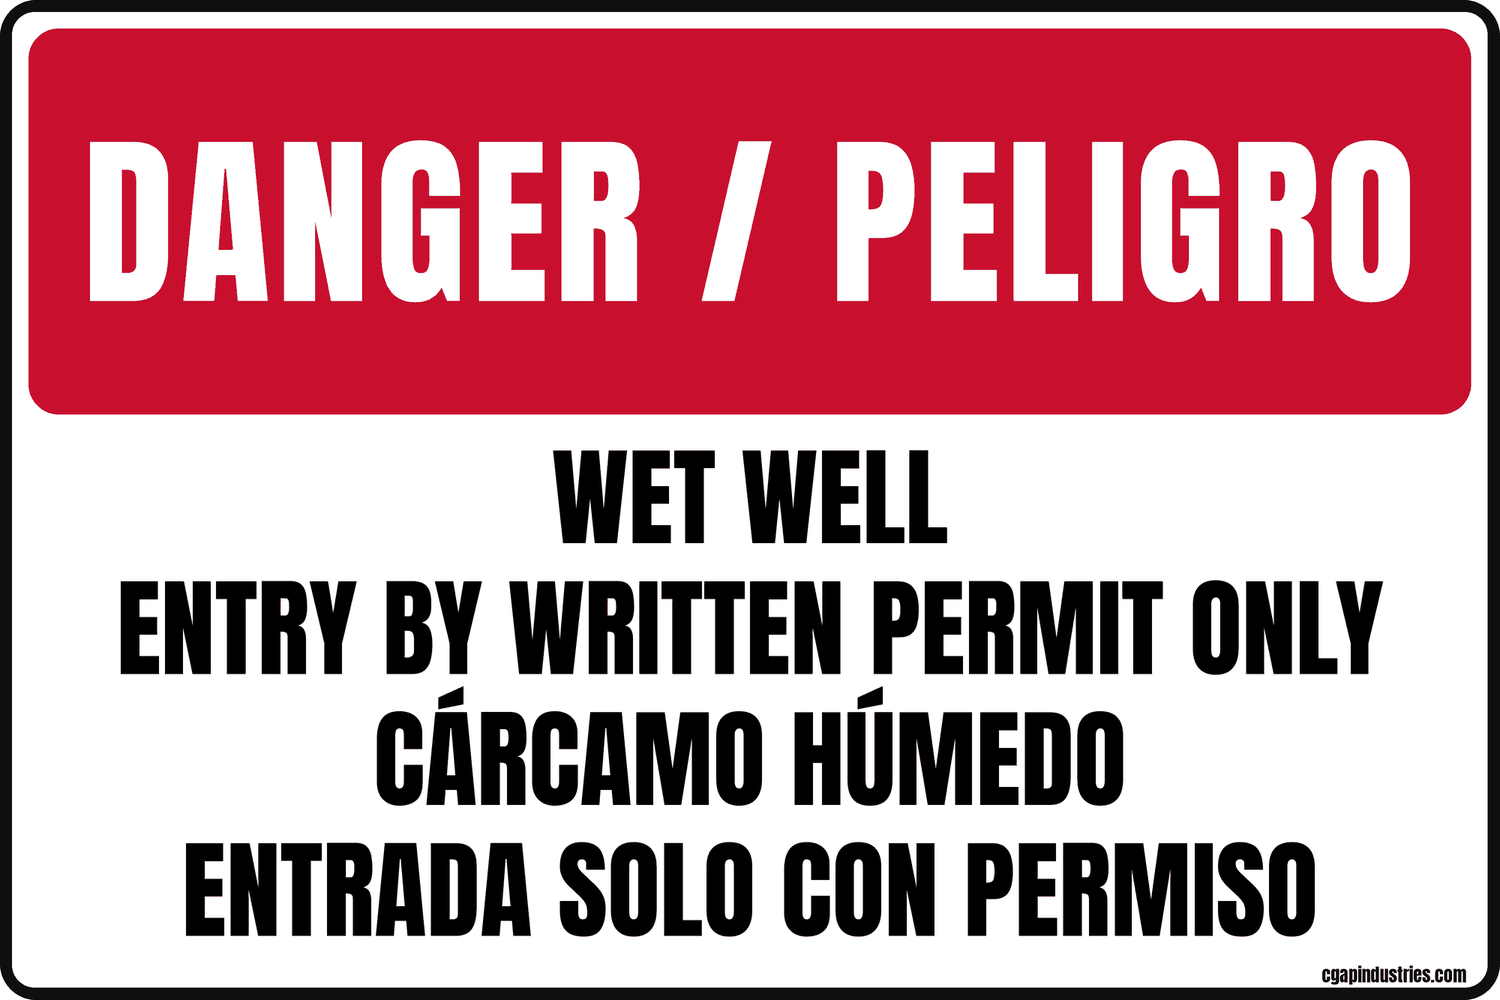 DANGER / PELIGRO
WET WELL
ENTRY BY WRITTEN PERMIT ONLY
CÁRCAMO HÚMEDO
ENTRADA SOLO CON PERMISO
cgapindustries.com